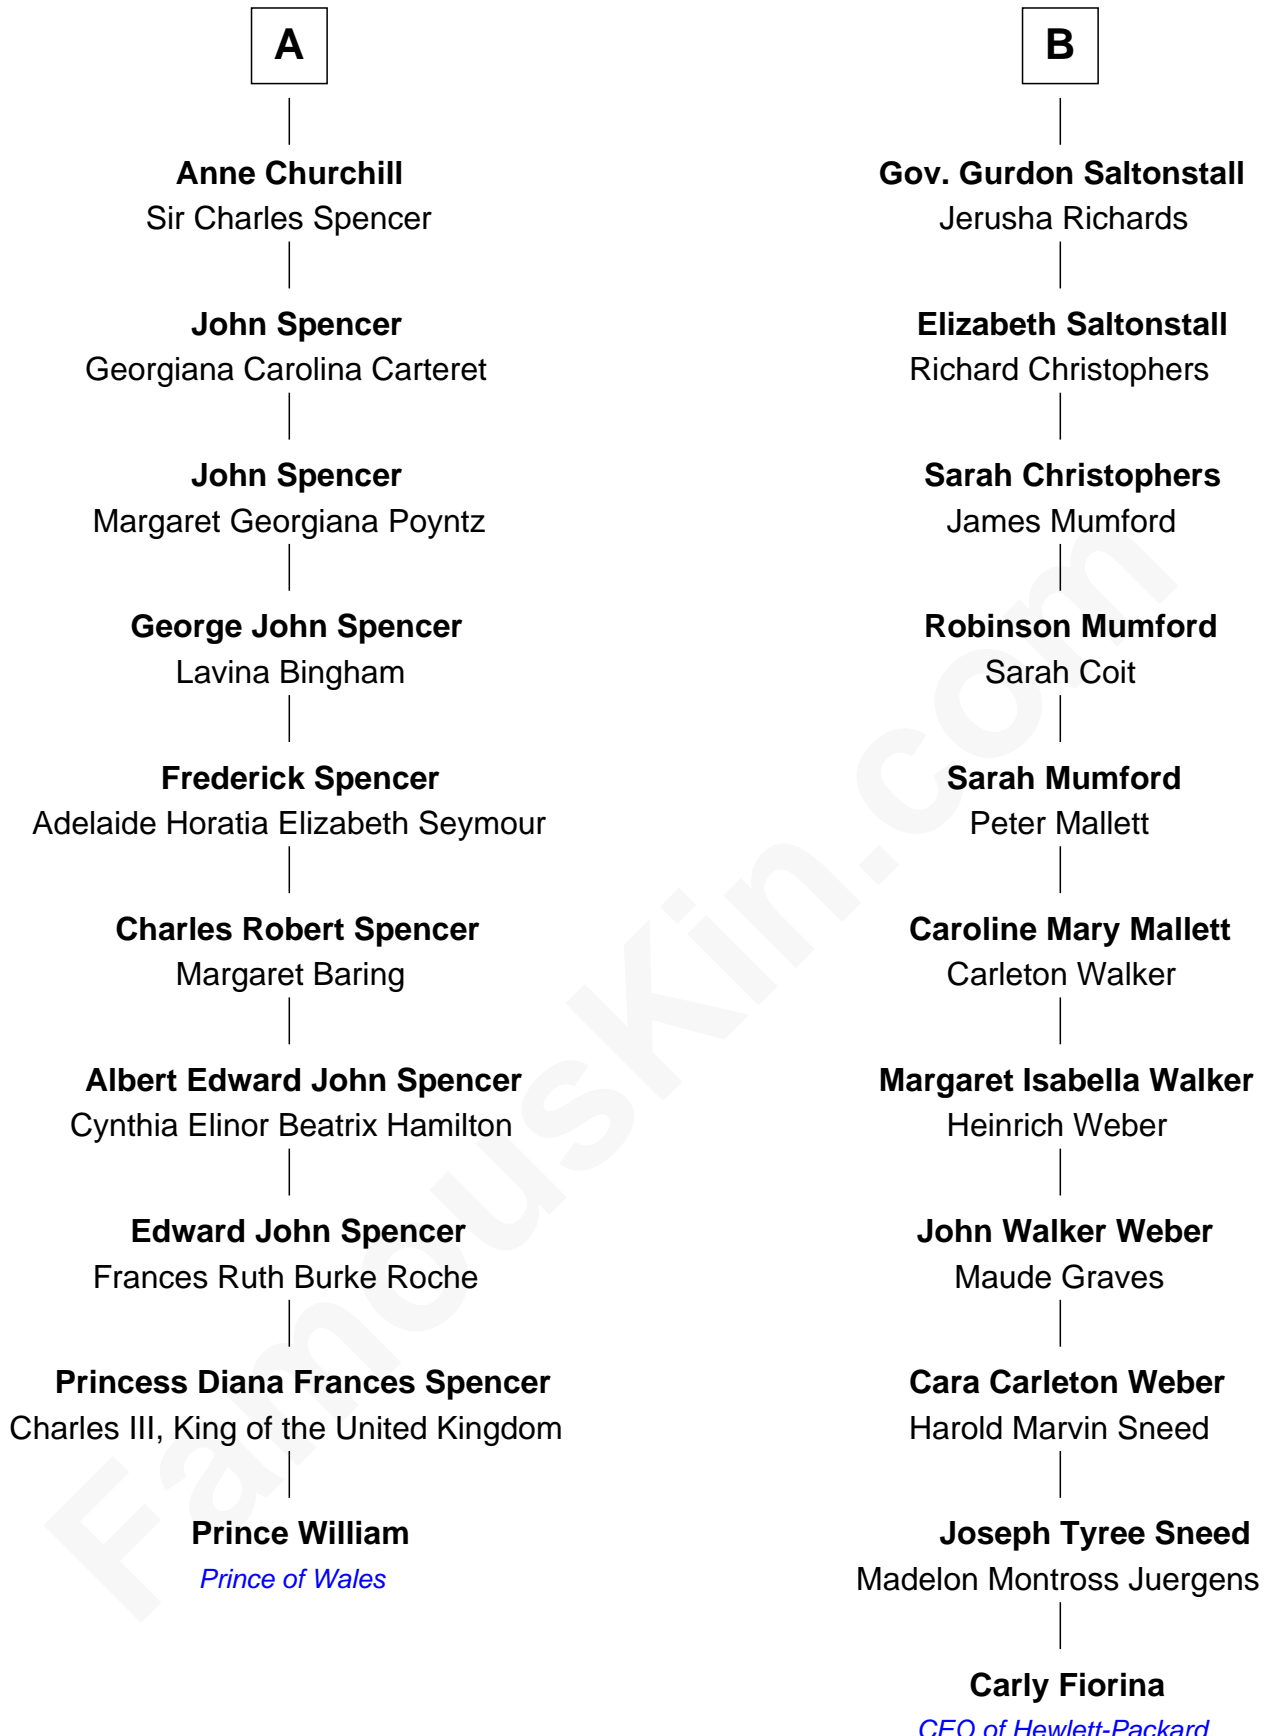 A
Anne Churchill
Sir Charles Spencer
John Spencer
Georgiana Carolina Carteret
John Spencer
Margaret Georgiana Poyntz
George John Spencer
Lavina Bingham
Frederick Spencer
Adelaide Horatia Elizabeth Seymour
Charles Robert Spencer
Margaret Baring
Albert Edward John Spencer
Cynthia Elinor Beatrix Hamilton
Edward John Spencer
Frances Ruth Burke Roche
Princess Diana Frances Spencer
Charles III, King of the United Kingdom
Prince William
Prince of Wales
B
Gov. Gurdon Saltonstall
Jerusha Richards
Elizabeth Saltonstall
Richard Christophers
Sarah Christophers
James Mumford
Robinson Mumford
Sarah Coit
Sarah Mumford
Peter Mallett
Caroline Mary Mallett
Carleton Walker
Margaret Isabella Walker
Heinrich Weber
John Walker Weber
Maude Graves
Cara Carleton Weber
Harold Marvin Sneed
Joseph Tyree Sneed
Madelon Montross Juergens
Carly Fiorina
CEO of Hewlett-Packard
FamousKin.com